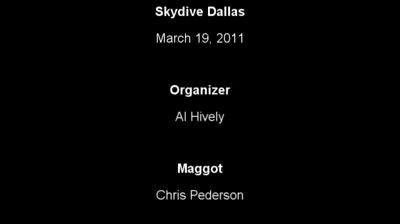 Skydive Dallas
March 19, 2011
Organizer
Al Hively
Maggot
Chris Pederson